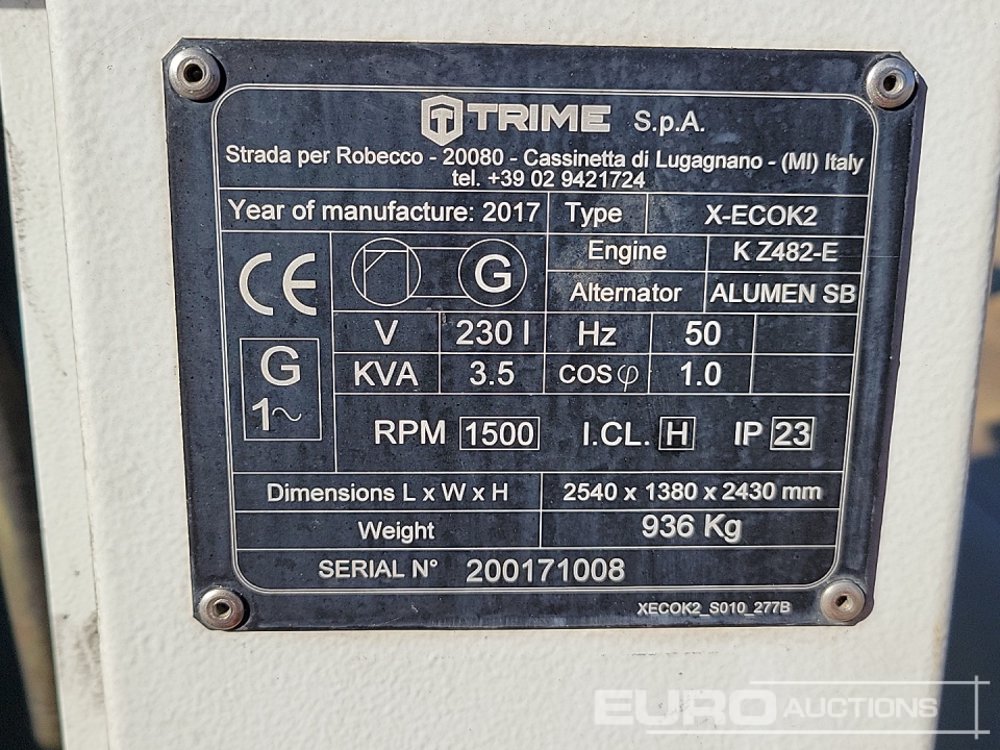 TRIME S.p.A.
Strada per Robecco - 20080 - Cassinetta di Lugagnano - (MI) Italy
tel. +39 02 9421724
Year of manufacture: 2017 Type X-ECOK2
CE G Engine K Z482-E
Alternator ALUMEN SB
V 230 I Hz 50
G 1~ KVA 3.5 COS φ 1.0
RPM 1500 I.CL. H IP 23
Dimensions L x W x H 2540 x 1380 x 2430 mm
Weight 936 Kg
SERIAL N° 200171008
XECOK2_S010_277B
EURO AUCTIONS